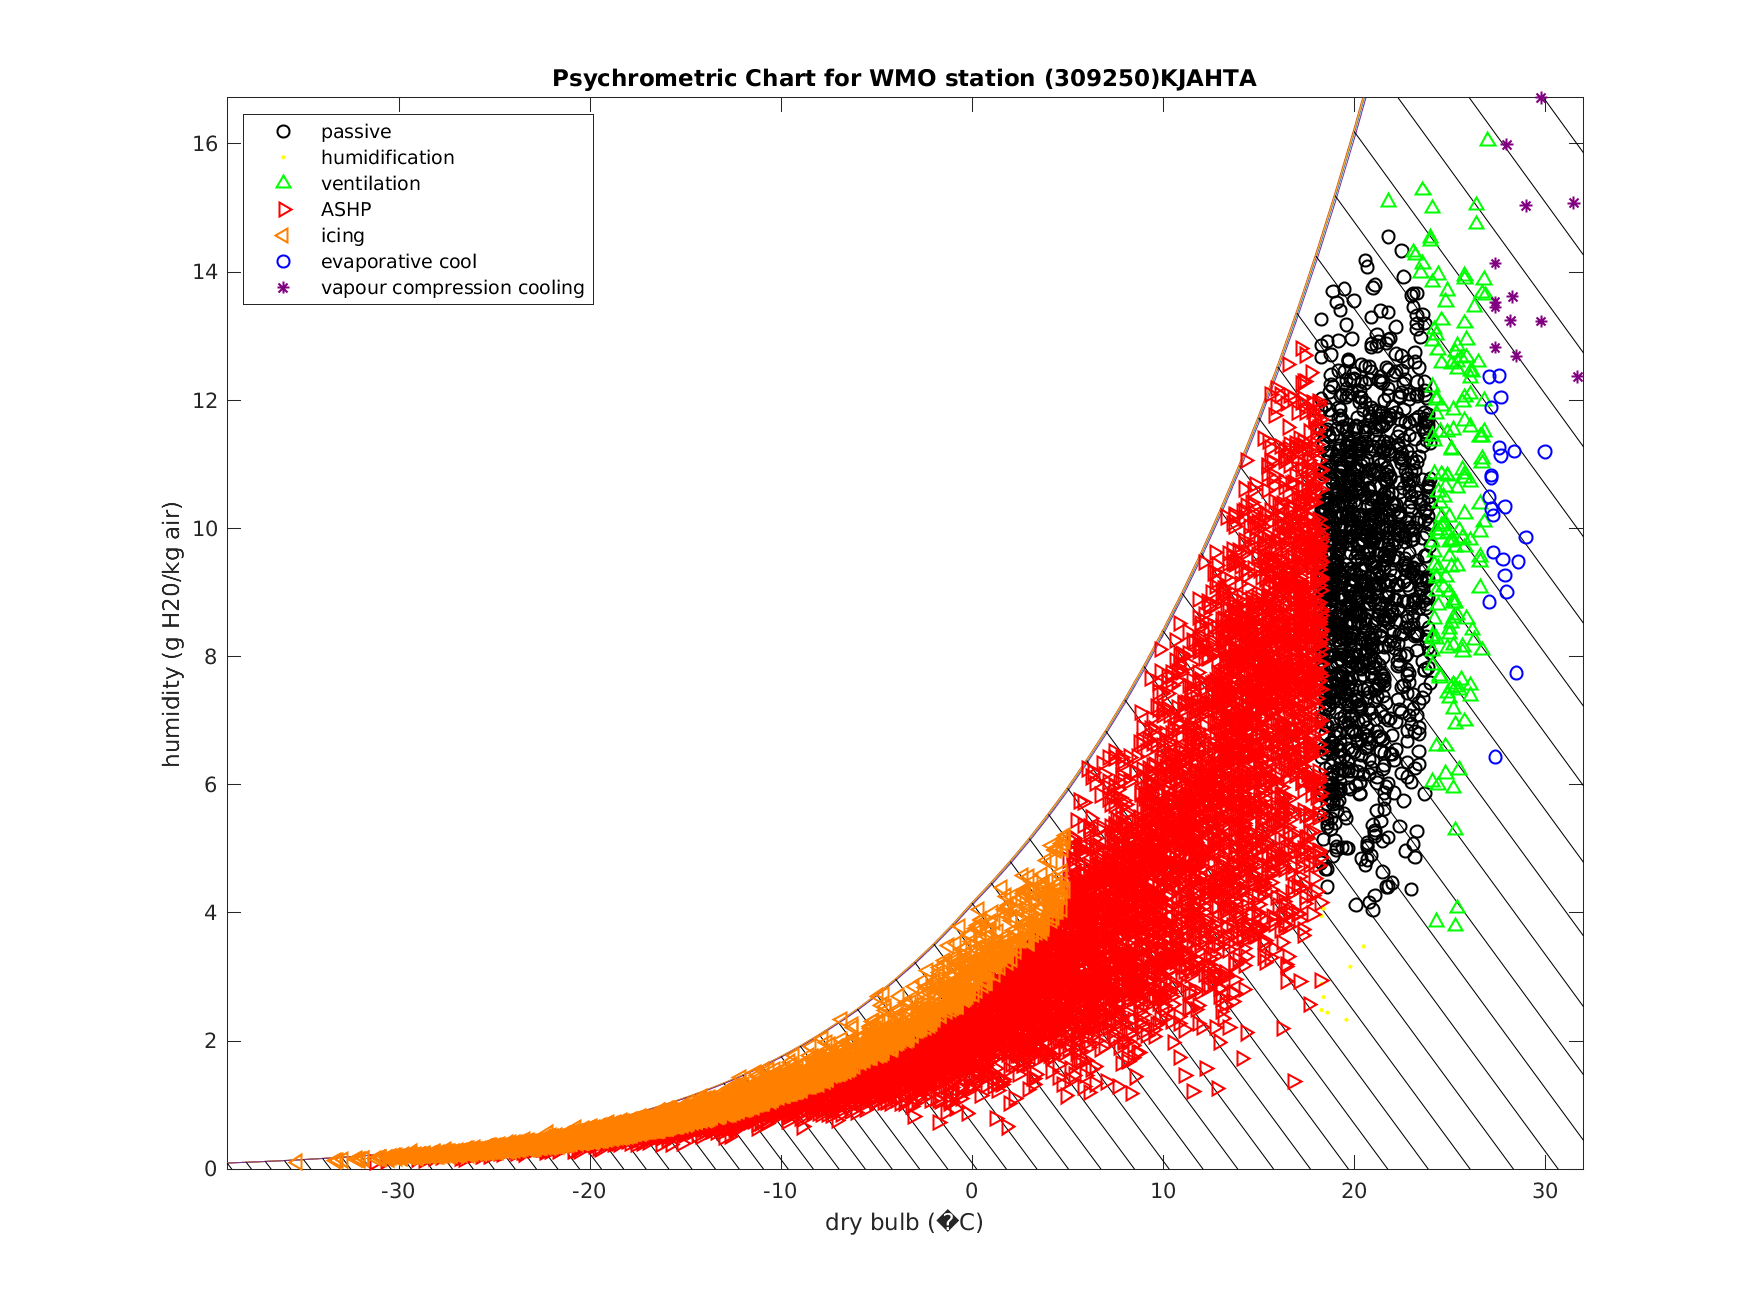 Psychrometric Chart for WMO station (309250)KJAHTA
passive
humidification
ventilation
ASHP
icing
evaporative cool
vapour compression cooling
humidity (g H20/kg air)
16
14
12
10
8
6
4
2
0
-30
-20
-10
0
10
20
30
dry bulb (�C)